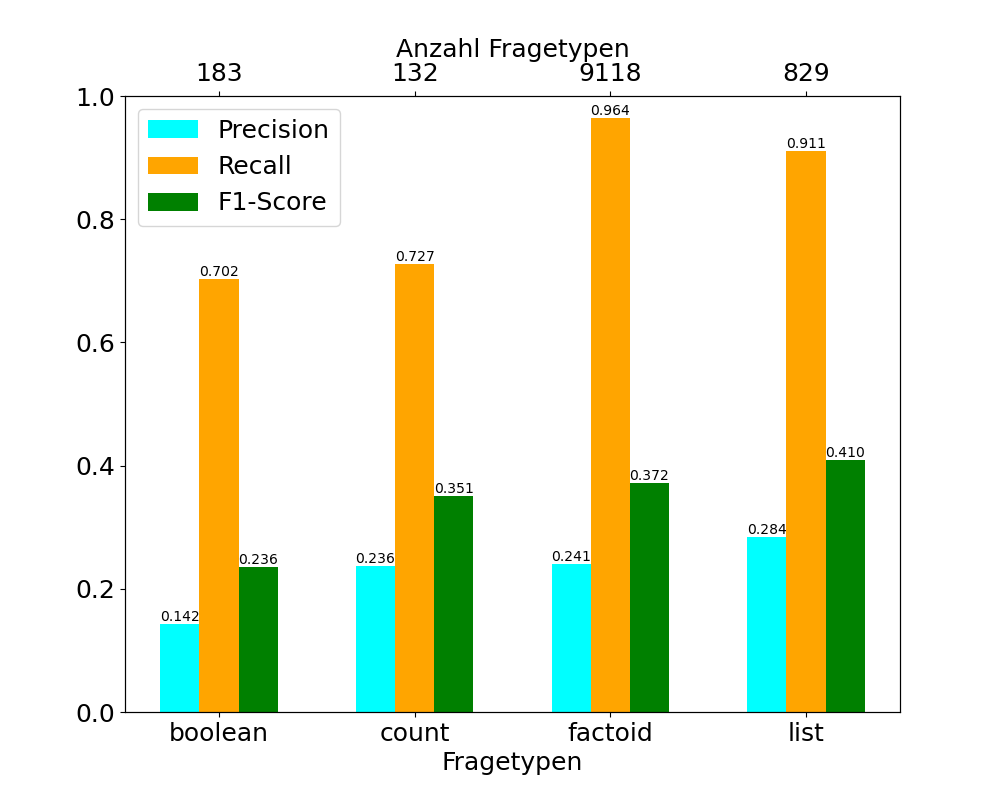 Anzahl Fragetypen
183 132 9118 829
1.0
0.8
0.6
0.4
0.2
0.0
Precision
Recall
F1-Score
0.142 0.702 0.236
0.236 0.727 0.351
0.241 0.964 0.372
0.284 0.911 0.410
boolean count factoid list
Fragetypen